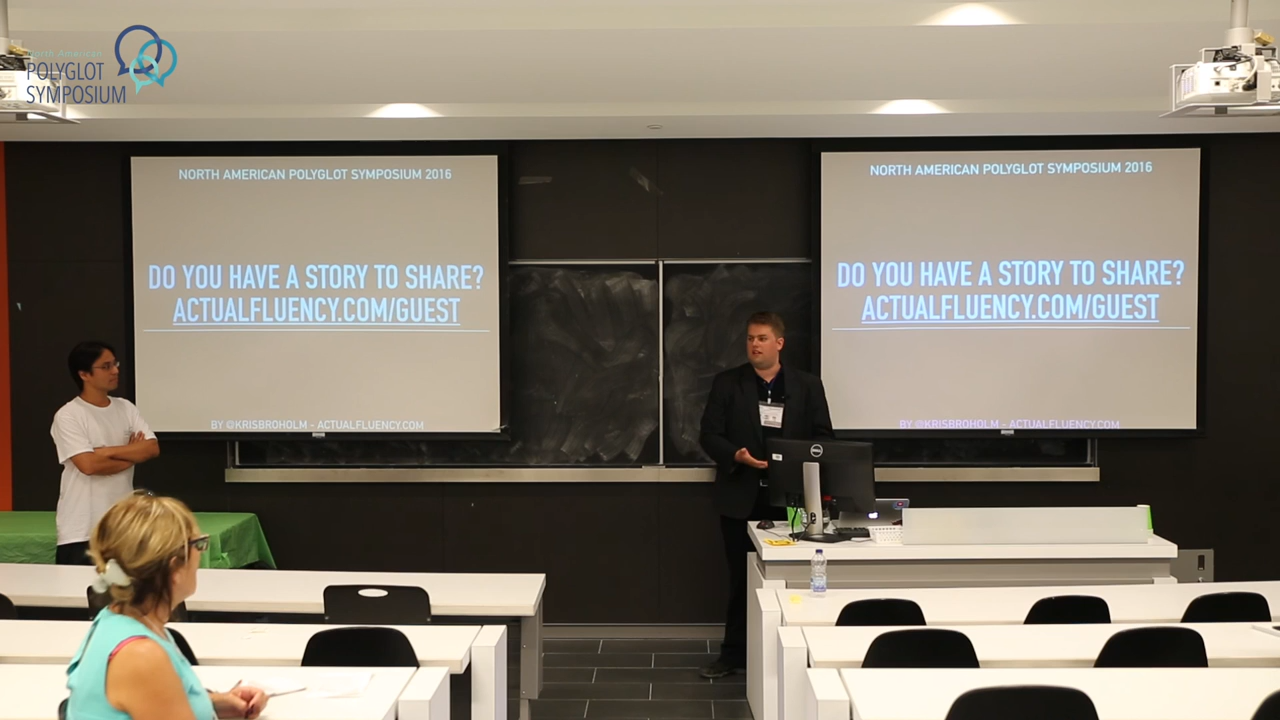 North American
POLYGLOT
SYMPOSIUM
NORTH AMERICAN POLYGLOT SYMPOSIUM 2016
DO YOU HAVE A STORY TO SHARE?
ACTUALFLUENCY.COM/GUEST
BY @KRISBROHOLM - ACTUALFLUENCY.COM
NORTH AMERICAN POLYGLOT SYMPOSIUM 2016
DO YOU HAVE A STORY TO SHARE?
ACTUALFLUENCY.COM/GUEST
BY @KRISBROHOLM - ACTUALFLUENCY.COM
DELL